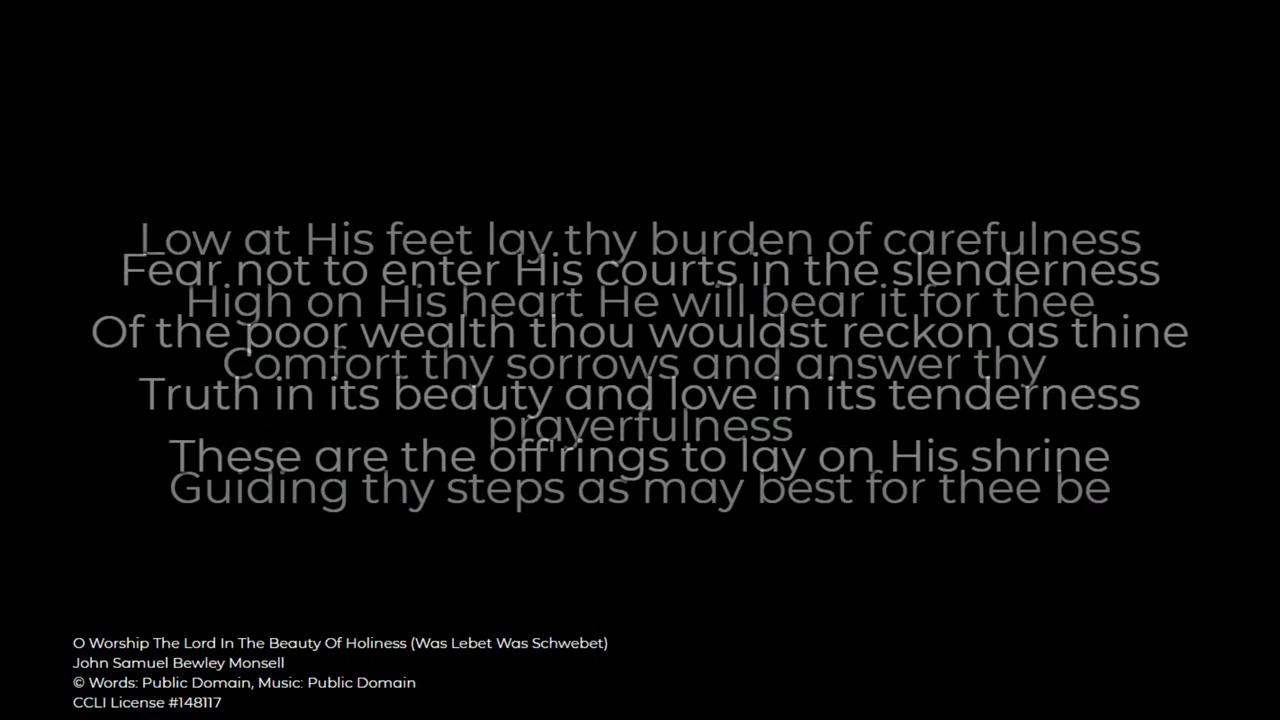 Low at His feet lay thy burden of carefulness
Fear not to enter His courts in the slenderness
High on His heart He will bear it for thee
Of the poor wealth thou wouldst reckon as thine
Comfort thy sorrows and answer thy
Truth in its beauty and love in its tenderness
prayerfulness
These are the off'rings to lay on His shrine
Guiding thy steps as may best for thee be
O Worship The Lord In The Beauty Of Holiness (Was Lebet Was Schwebet)
John Samuel Bewley Monsell
© Words: Public Domain, Music: Public Domain
CCLI License #148117